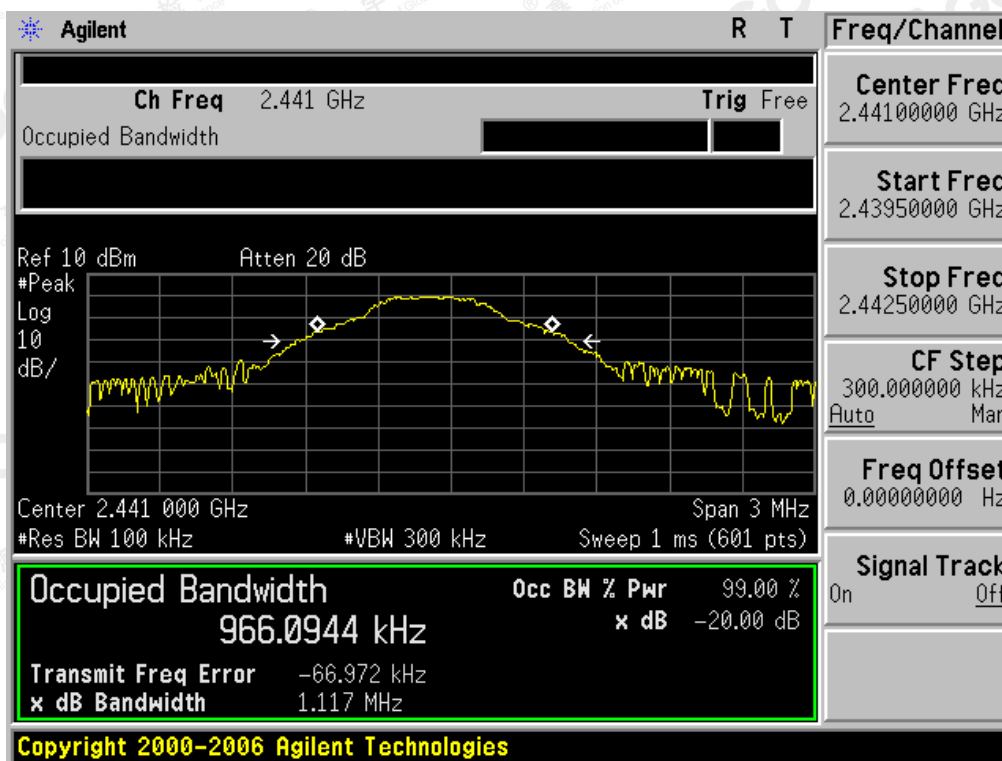 Agilent R T Freq/Channel
Ch Freq 2.441 GHz Trig Free
Occupied Bandwidth
Center Freq
2.44100000 GHz
Start Freq
2.43950000 GHz
Stop Freq
2.44250000 GHz
CF Step
300.000000 kHz
Auto Man
Freq Offset
0.00000000 Hz
Signal Track
On Off
Ref 10 dBm Atten 20 dB
#Peak
Log
10
dB/
Center 2.441 000 GHz Span 3 MHz
#Res BW 100 kHz #VBW 300 kHz Sweep 1 ms (601 pts)
Occupied Bandwidth Occ BW % Pwr 99.00 %
966.0944 kHz x dB -20.00 dB
Transmit Freq Error -66.972 kHz
x dB Bandwidth 1.117 MHz
Copyright 2000-2006 Agilent Technologies